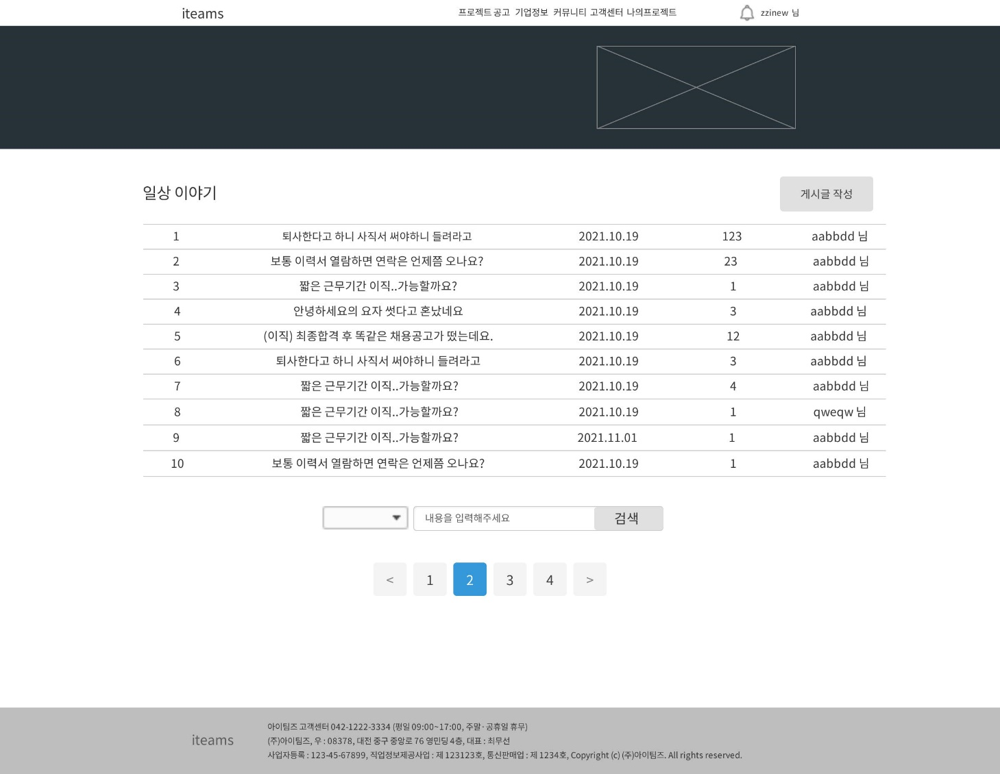 iteams 프로젝트 공고 기업정보 커뮤니티 고객센터 나의프로젝트 zzinew 님
일상 이야기
게시글 작성
1 퇴사한다고 하니 사직서 써야하니 들려라고 2021.10.19 123 aabbdd 님
2 보통 이력서 열람하면 연락은 언제쯤 오나요? 2021.10.19 23 aabbdd 님
3 짧은 근무기간 이직..가능할까요? 2021.10.19 1 aabbdd 님
4 안녕하세요의 요자 썻다고 혼났네요 2021.10.19 3 aabbdd 님
5 (이직) 최종합격 후 똑같은 채용공고가 떴는데요. 2021.10.19 12 aabbdd 님
6 퇴사한다고 하니 사직서 써야하니 들려라고 2021.10.19 3 aabbdd 님
7 짧은 근무기간 이직..가능할까요? 2021.10.19 4 aabbdd 님
8 짧은 근무기간 이직..가능할까요? 2021.10.19 1 qweqw 님
9 짧은 근무기간 이직..가능할까요? 2021.11.01 1 aabbdd 님
10 보통 이력서 열람하면 연락은 언제쯤 오나요? 2021.10.19 1 aabbdd 님
내용을 입력해주세요 검색
< 1 2 3 4 >
iteams
아이팀즈 고객센터 042-1222-3334 (평일 09:00~17:00, 주말·공휴일 휴무)
(주)아이팀즈, 우 : 08378, 대전 중구 중앙로 76 영민딩 4층, 대표 : 최무선
사업자등록 : 123-45-67899, 직업정보제공사업 : 제 123123호, 통신판매업 : 제 1234호, Copyright (c) (주)아이팀즈. All rights reserved.